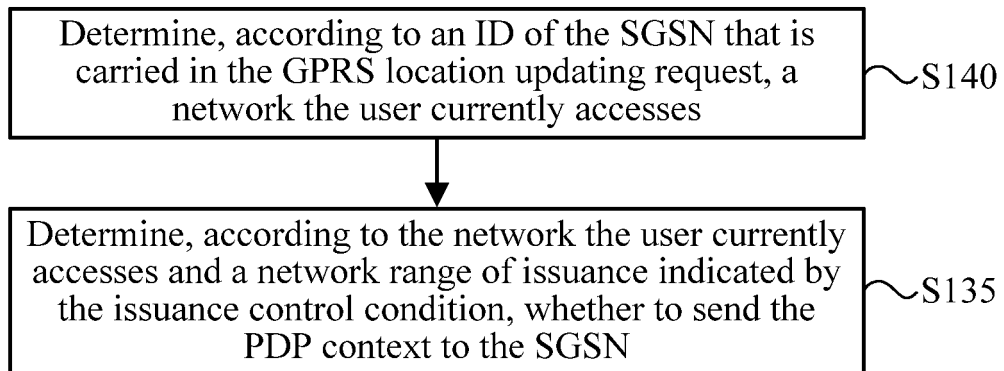 Determine, according to an ID of the SGSN that is
carried in the GPRS location updating request, a
network the user currently accesses
S140
Determine, according to the network the user currently
accesses and a network range of issuance indicated by
the issuance control condition, whether to send the
PDP context to the SGSN
S135